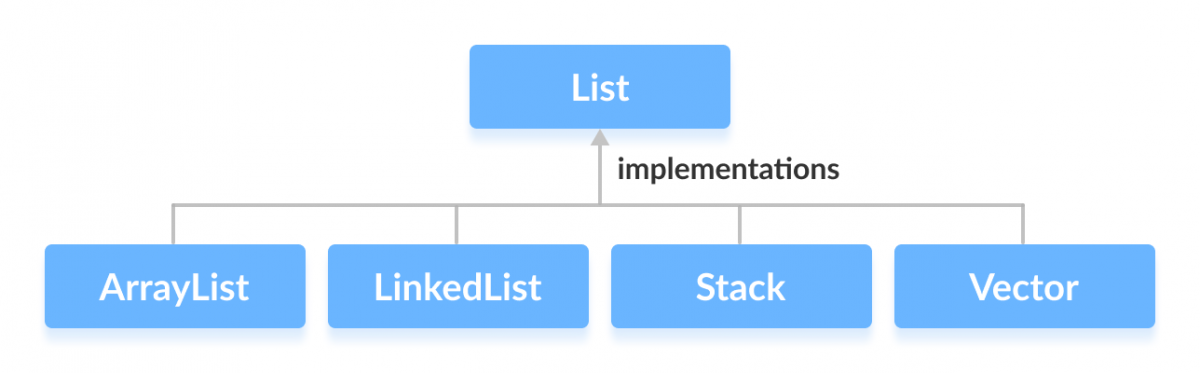 List
implementations
ArrayList
LinkedList
Stack
Vector